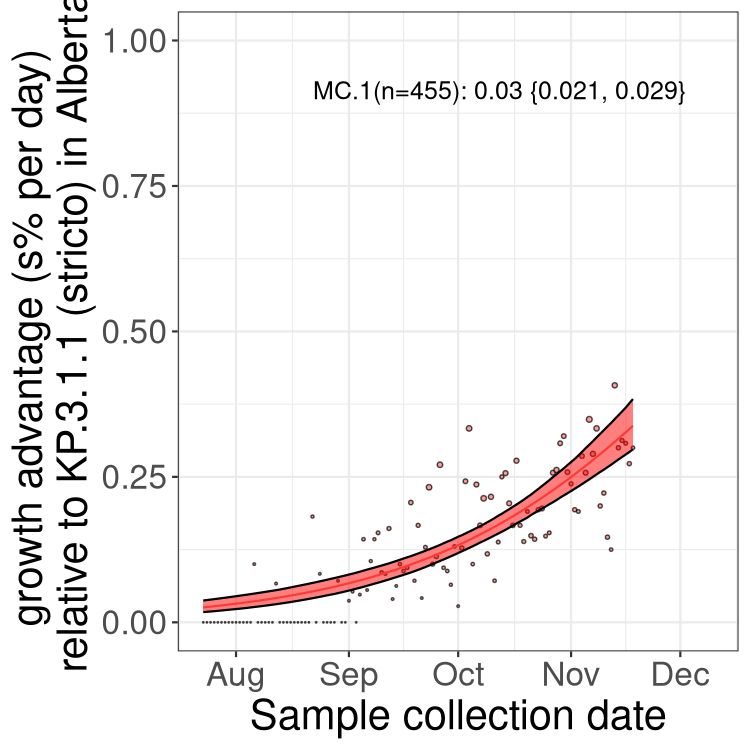 growth advantage (s% per day)
relative to KP.3.1.1 (stricto) in Alberta
1.00
0.75
0.50
0.25
0.00
MC.1(n=455): 0.03 {0.021, 0.029}
Aug Sep Oct Nov Dec
Sample collection date